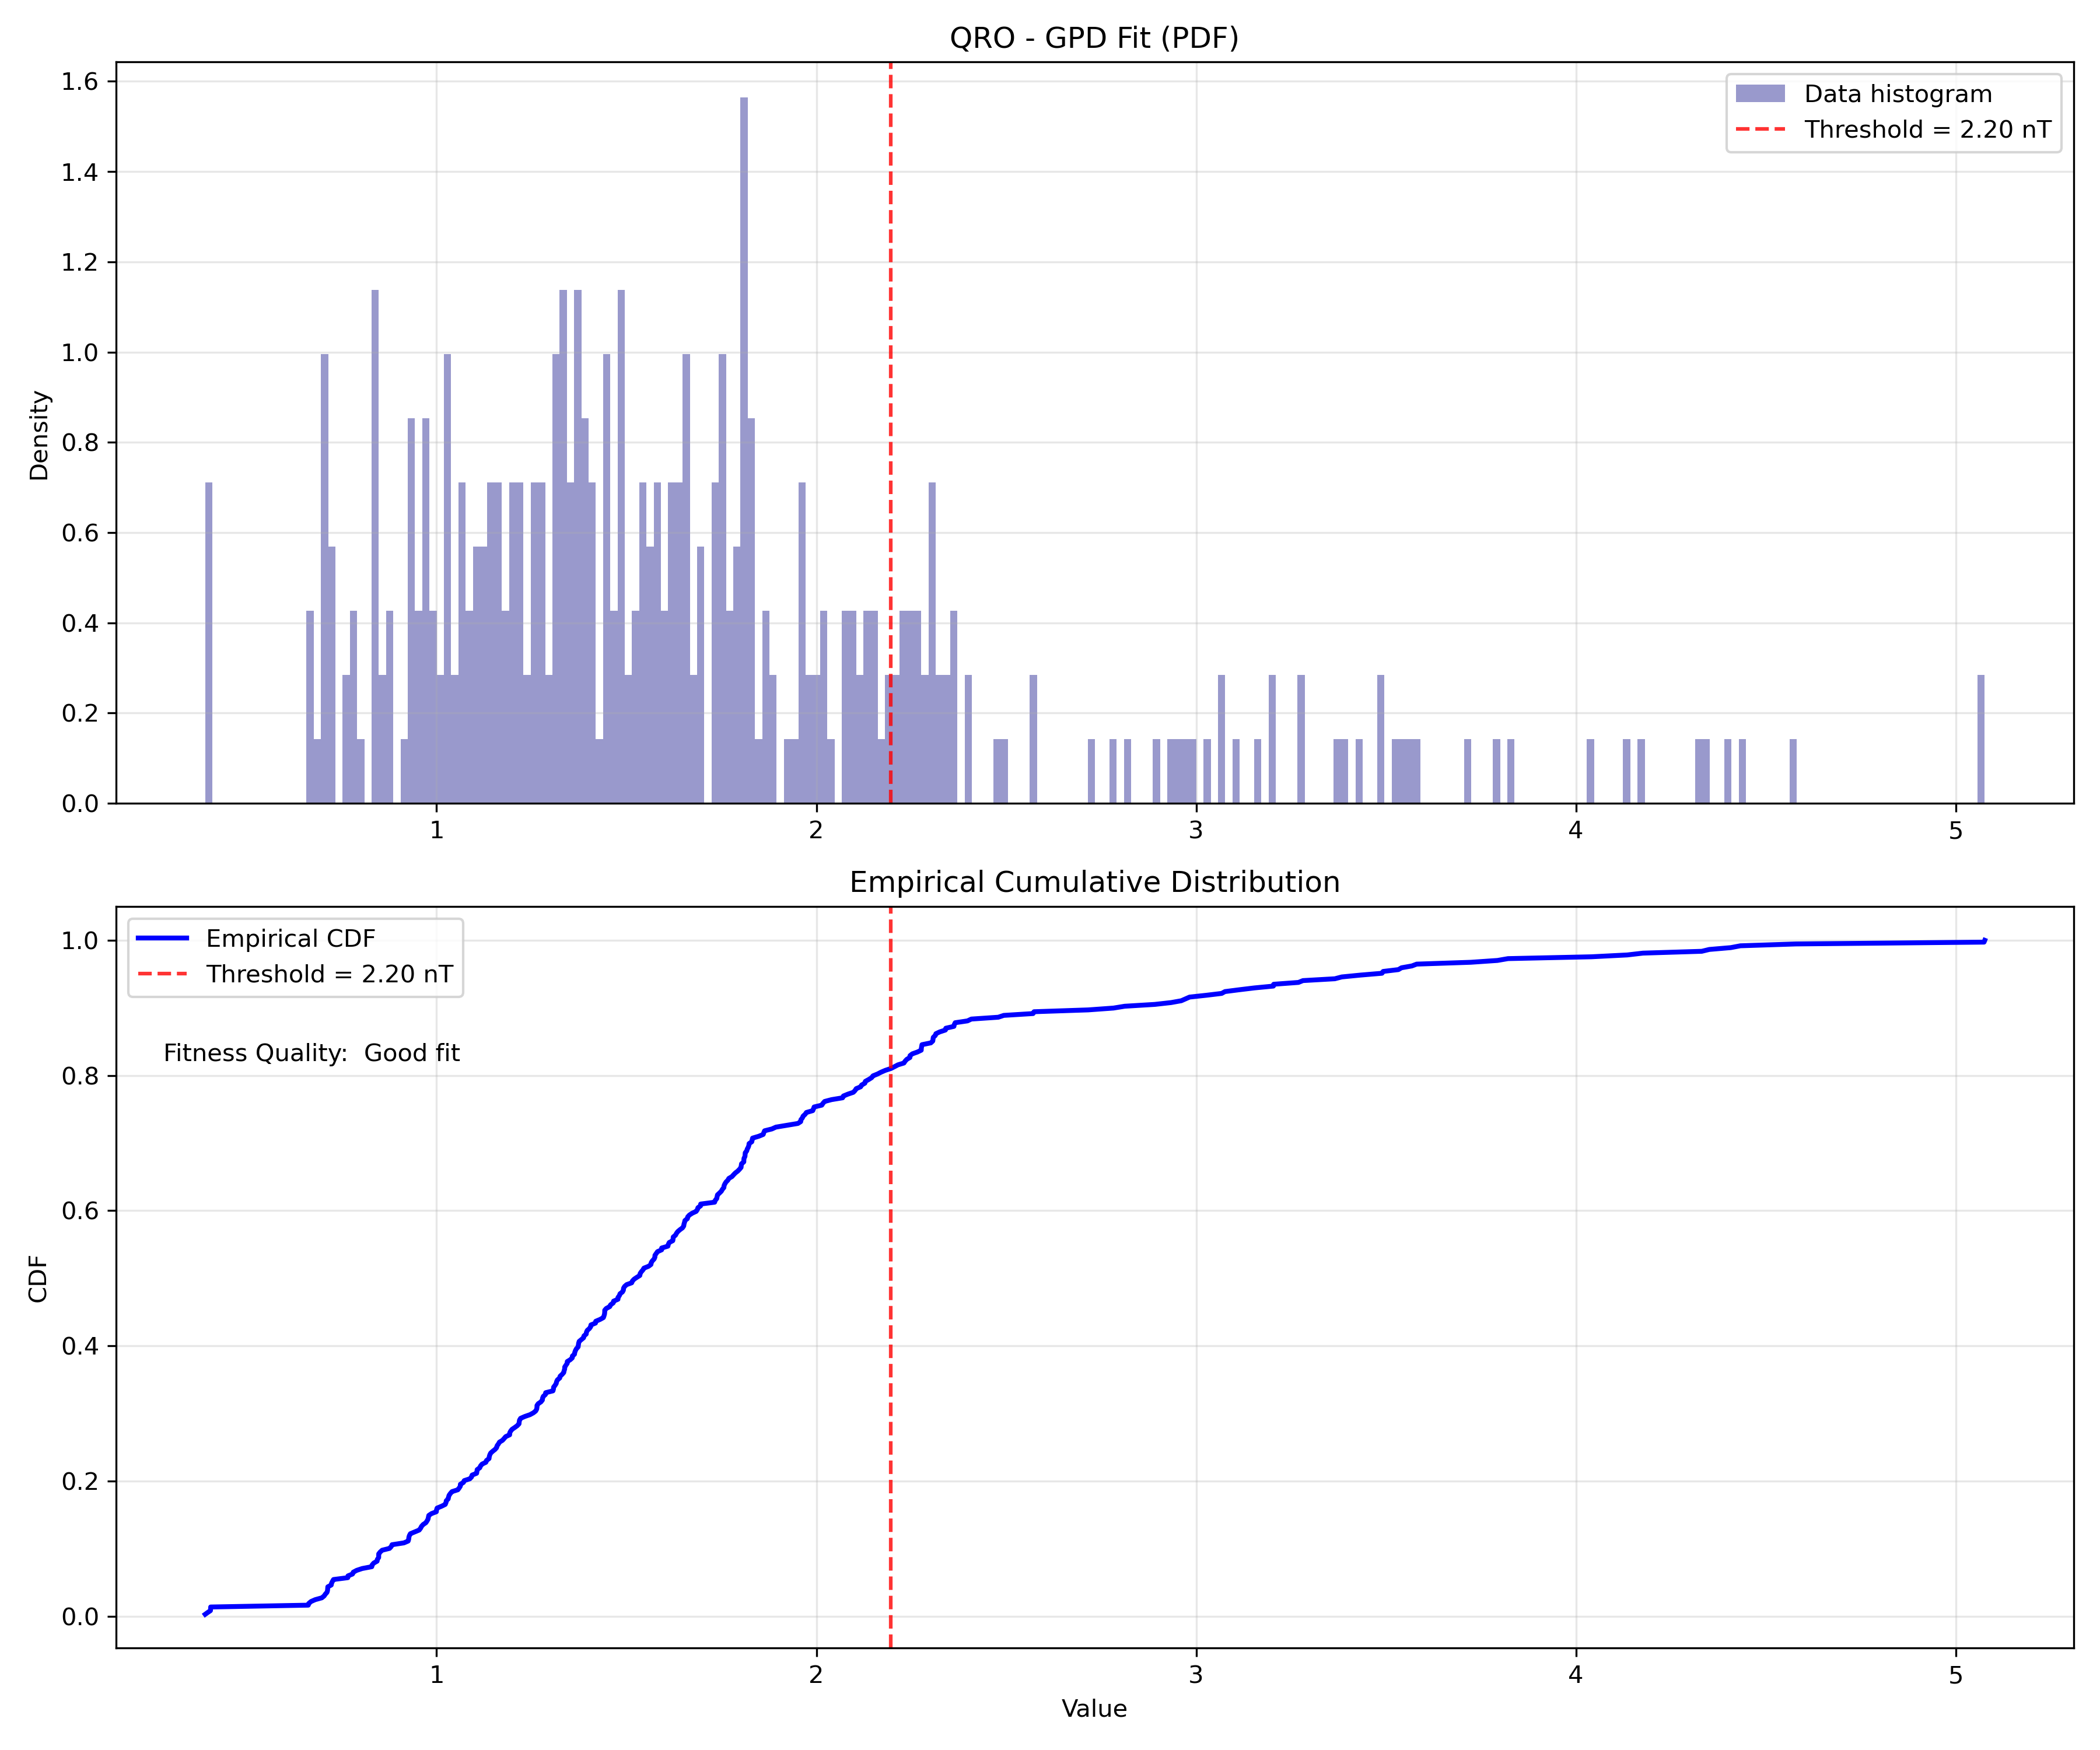 QRO - GPD Fit (PDF)
Data histogram
Threshold = 2.20 nT
Density
1.6
1.4
1.2
1.0
0.8
0.6
0.4
0.2
0.0
1 2 3 4 5
Empirical Cumulative Distribution
Empirical CDF
Threshold = 2.20 nT
Fitness Quality:  Good fit
CDF
1.0
0.8
0.6
0.4
0.2
0.0
1 2 3 4 5
Value